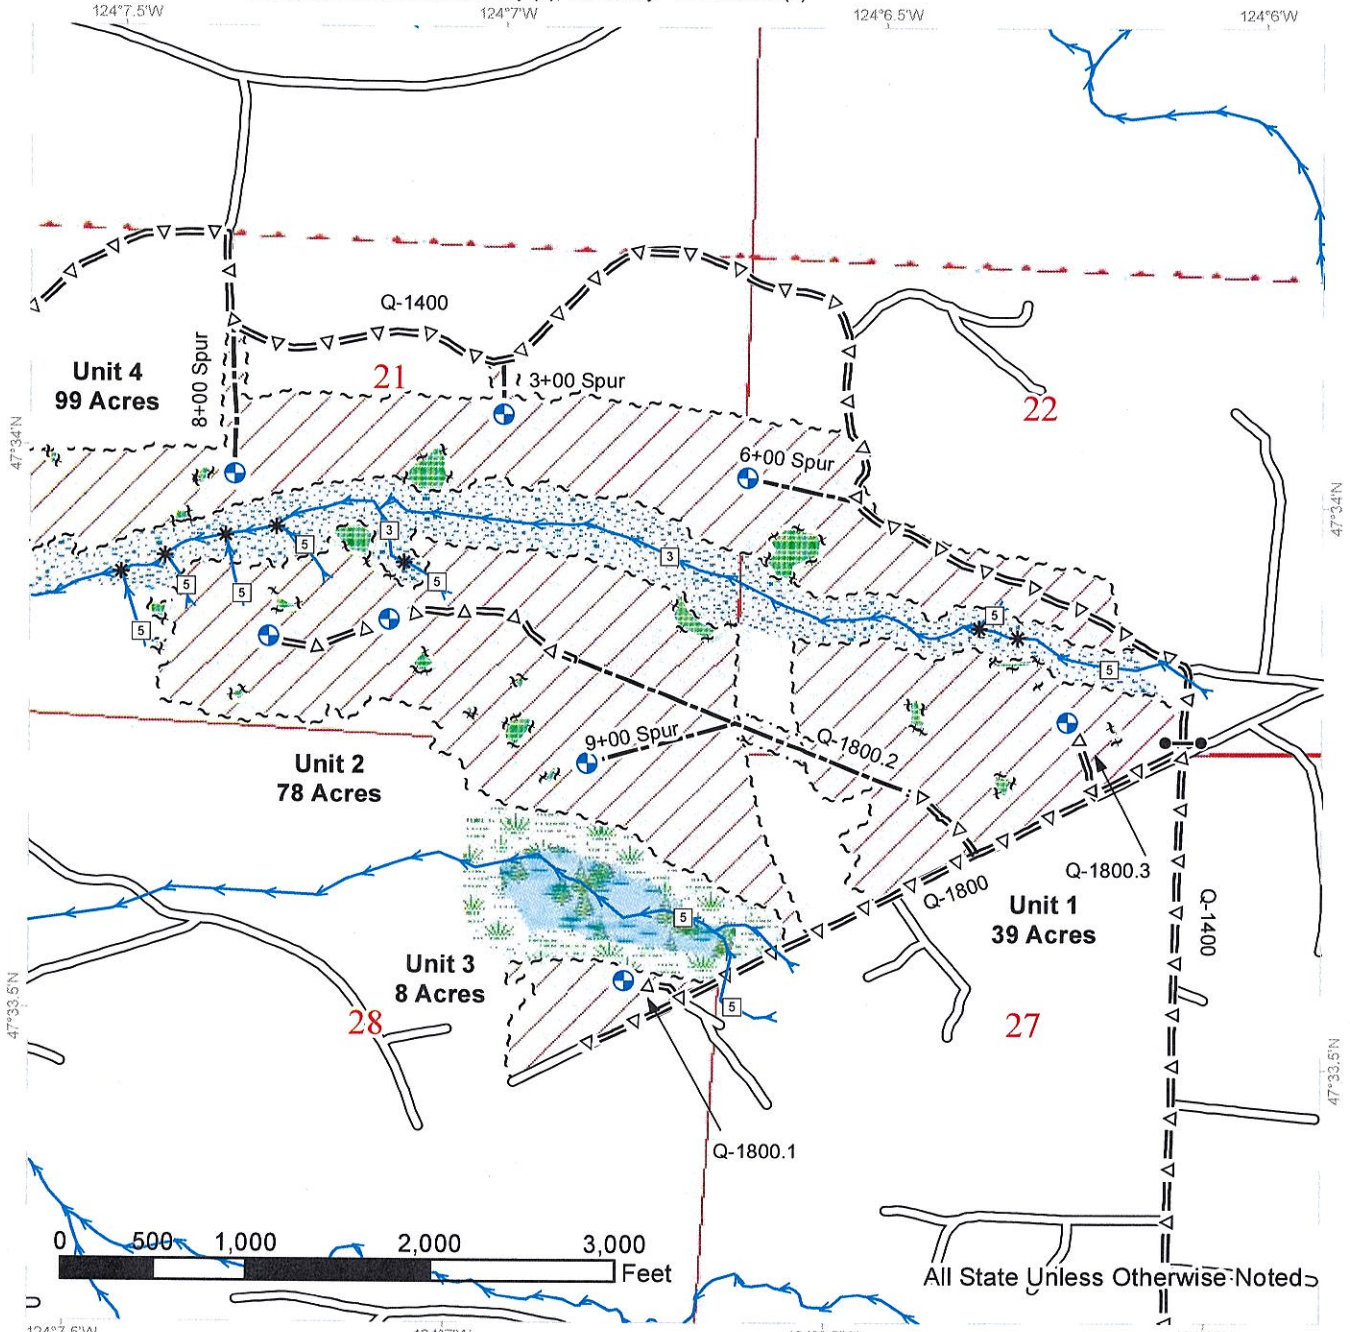 124°7.5'W
124°7'W
124°6.5'W
124°6'W
Q-1400
Unit 4
99 Acres
8+00 Spur
21
3+00 Spur
22
47°34'N
6+00 Spur
47°34'N
3
5
5
3
5
5
5
5
5
9+00 Spur
Q-1800.2
Unit 2
78 Acres
Q-1800.3
Q-1800
Unit 1
39 Acres
Q-1400
5
Unit 3
8 Acres
5
47°33.5'N
28
27
47°33.5'N
Q-1800.1
0 500 1,000 2,000 3,000
Feet
All State Unless Otherwise Noted